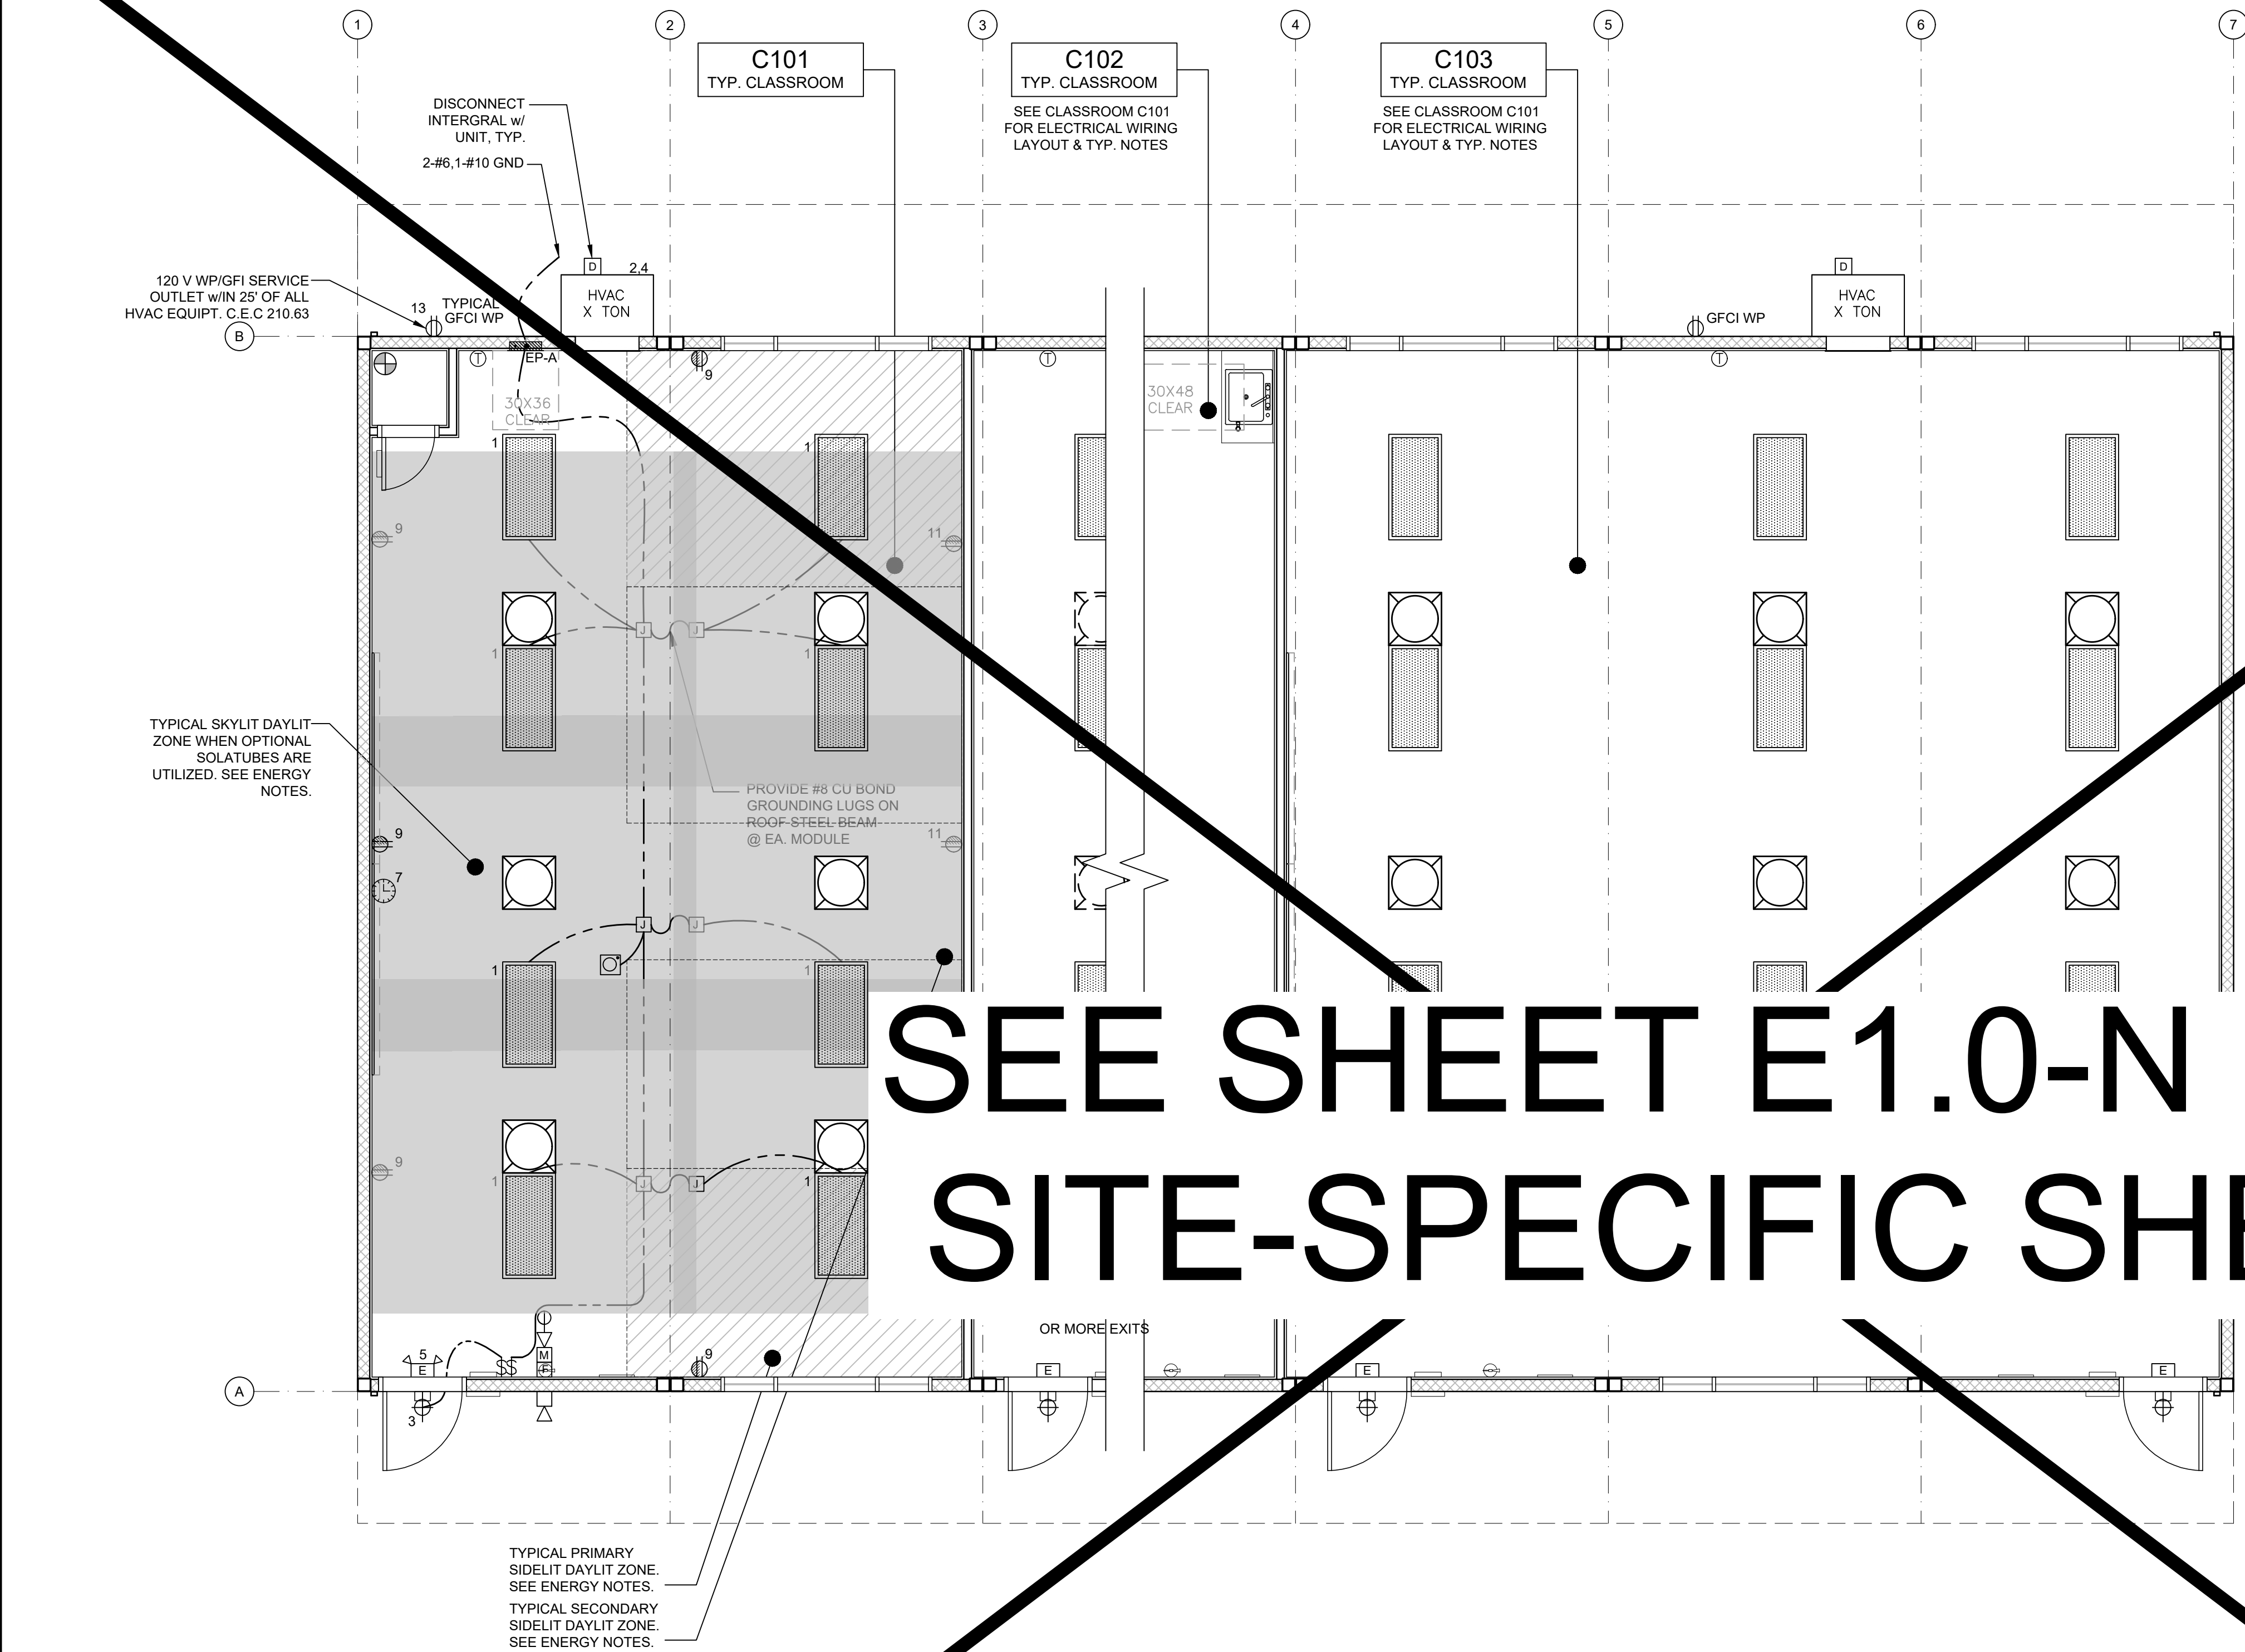 1
2
3
4
5
6
7
C101
TYP. CLASSROOM
C102
TYP. CLASSROOM
SEE CLASSROOM C101
FOR ELECTRICAL WIRING
LAYOUT & TYP. NOTES
C103
TYP. CLASSROOM
SEE CLASSROOM C101
FOR ELECTRICAL WIRING
LAYOUT & TYP. NOTES
DISCONNECT
INTERGRAL w/
UNIT, TYP.
2-#6,1-#10 GND
120 V WP/GFI SERVICE
OUTLET w/IN 25' OF ALL
HVAC EQUIPT. C.E.C 210.63
13
TYPICAL
GFCI WP
D
2,4
HVAC
X TON
D
HVAC
X TON
GFCI WP
B
T
EP-A
9
T
T
30X36
CLEAR
30X48
CLEAR
1
1
9
11
J
J
1
1
TYPICAL SKYLIT DAYLIT
ZONE WHEN OPTIONAL
SOLATUBES ARE
UTILIZED. SEE ENERGY
NOTES.
PROVIDE #8 CU BOND
GROUNDING LUGS ON
ROOF STEEL BEAM
@ EA. MODULE
9
11
7
J
J
1
1
SEE SHEET E1.0-N
SITE-SPECIFIC SHE
9
1
J
J
1
OR MORE EXITS
5
E
$$
M
F
9
E
E
E
A
3
TYPICAL PRIMARY
SIDELIT DAYLIT ZONE.
SEE ENERGY NOTES.
TYPICAL SECONDARY
SIDELIT DAYLIT ZONE.
SEE ENERGY NOTES.